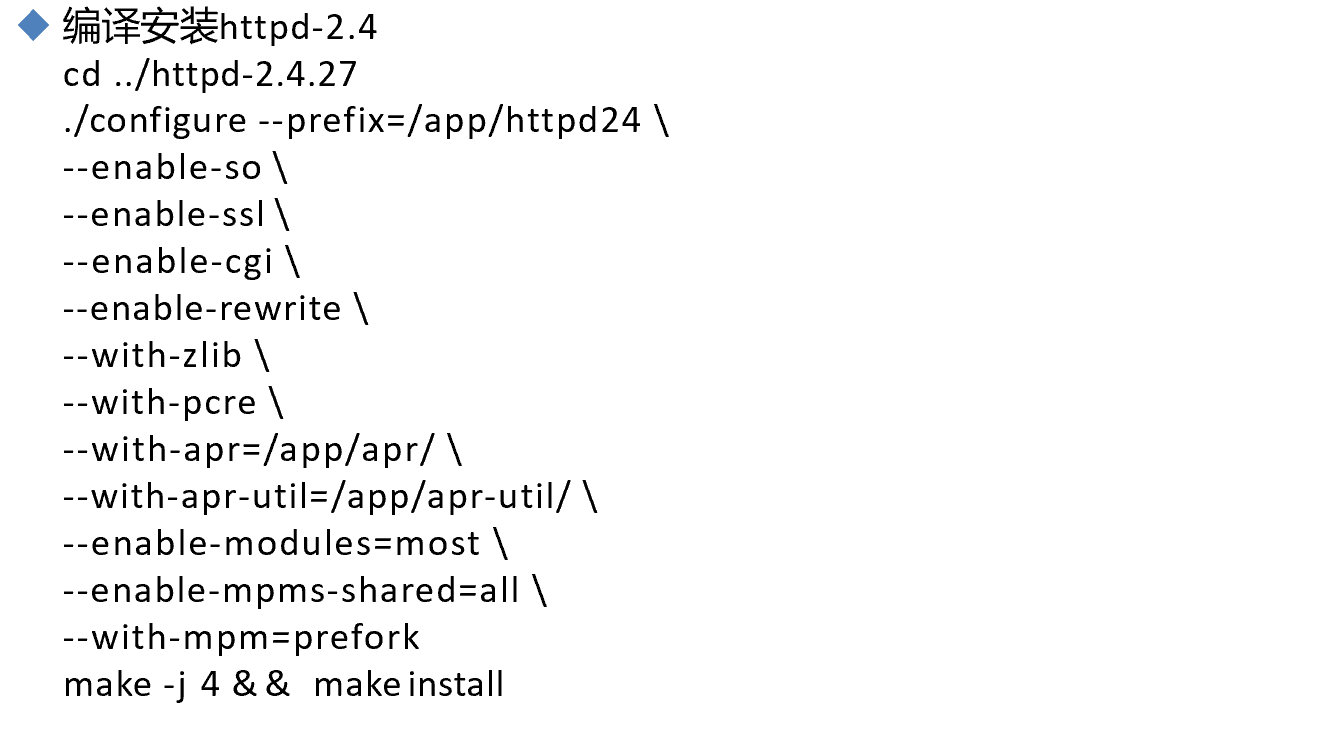 编译安装httpd-2.4
cd ../httpd-2.4.27
./configure --prefix=/app/httpd24 \
--enable-so \
--enable-ssl \
--enable-cgi \
--enable-rewrite \
--with-zlib \
--with-pcre \
--with-apr=/app/apr/ \
--with-apr-util=/app/apr-util/ \
--enable-modules=most \
--enable-mpms-shared=all \
--with-mpm=prefork
make -j 4 && make install